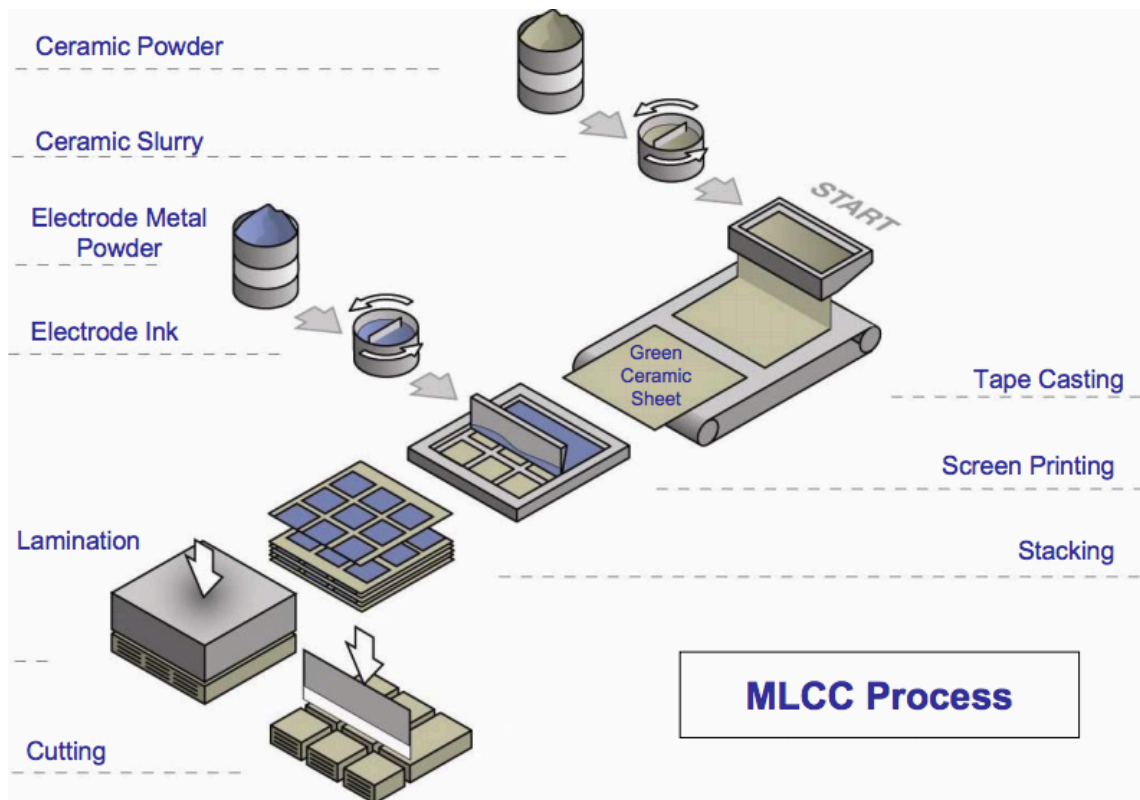 Ceramic Powder
Ceramic Slurry
START
Electrode Metal
Powder
Electrode Ink
Green
Ceramic
Sheet
Tape Casting
Screen Printing
Lamination
Stacking
MLCC Process
Cutting